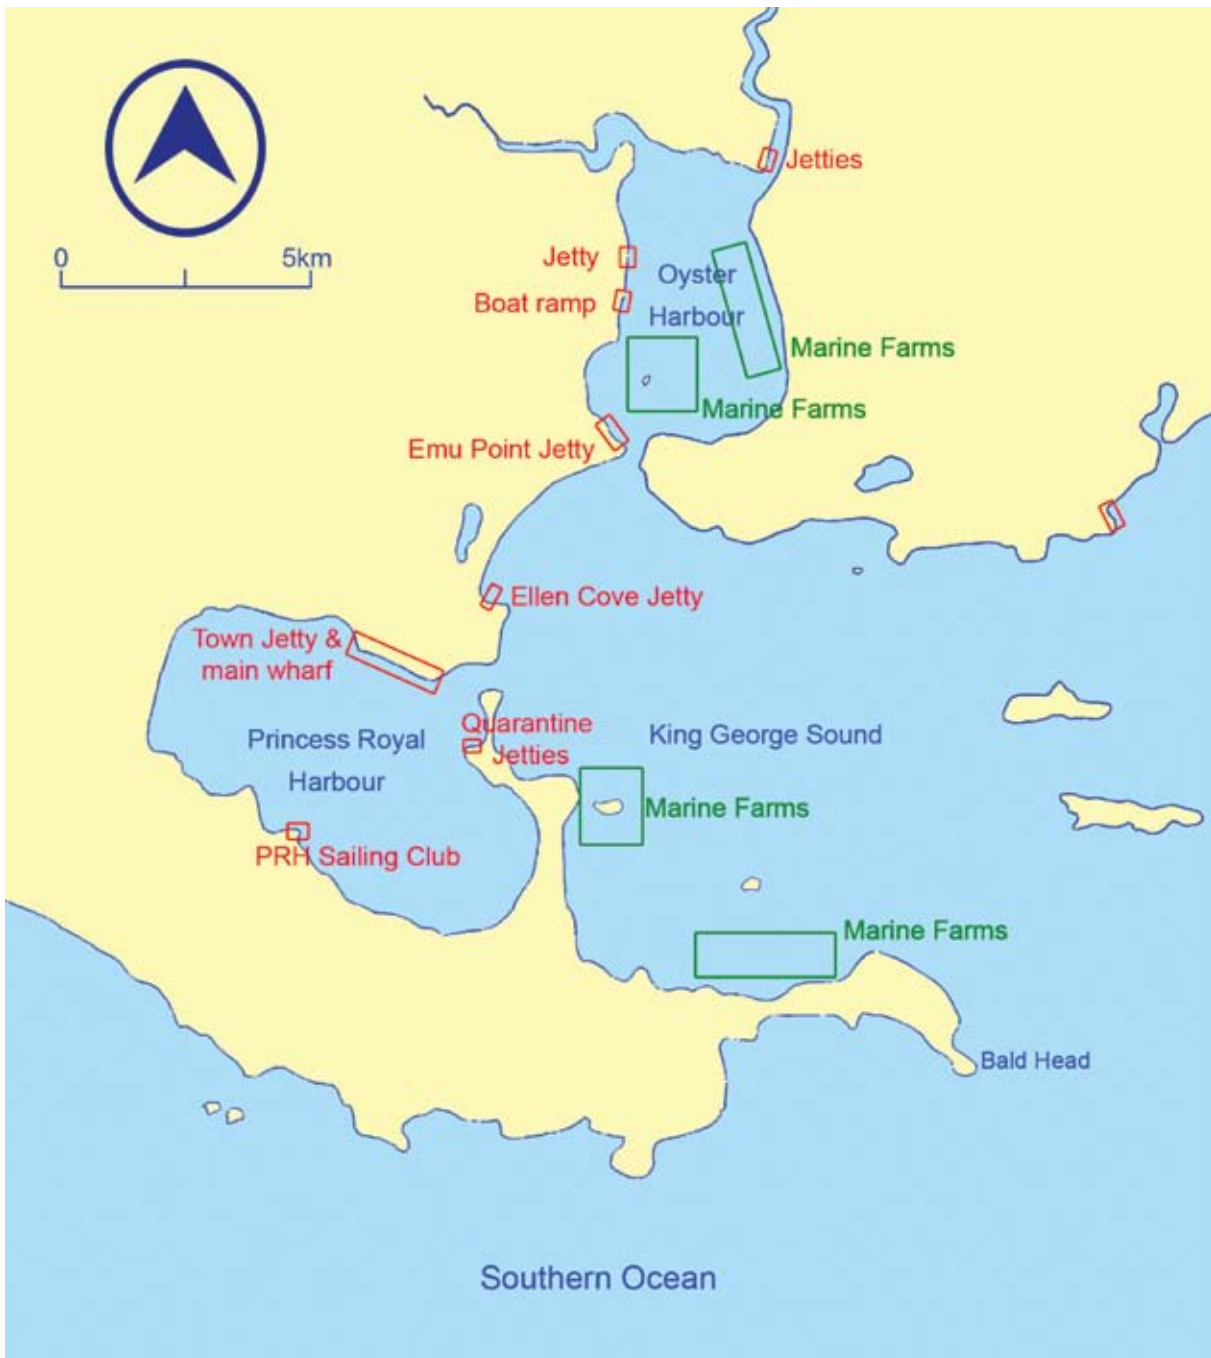 Jetties
0
5km
Jetty
Oyster
Boat ramp
Harbour
Marine Farms
Marine Farms
Emu Point Jetty
Ellen Cove Jetty
Town Jetty &
main wharf
Princess Royal
Harbour
Quarantine
Jetties
King George Sound
Marine Farms
PRH Sailing Club
Marine Farms
Bald Head
Southern Ocean